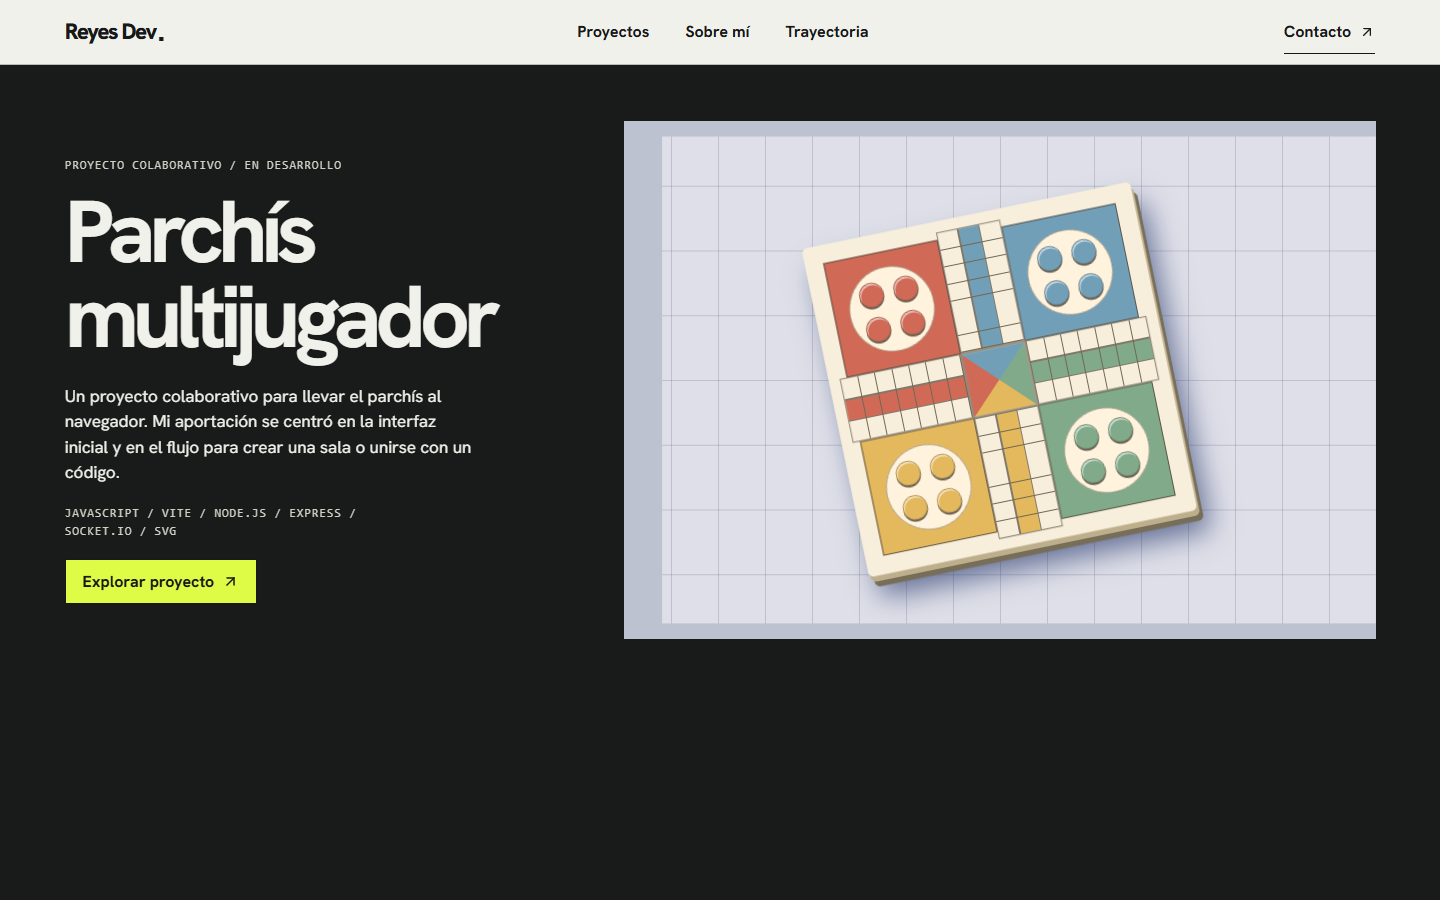 Reyes Dev.
Proyectos
Sobre mí
Trayectoria
Contacto
PROYECTO COLABORATIVO / EN DESARROLLO
Parchís
multijugador
Un proyecto colaborativo para llevar el parchís al
navegador. Mi aportación se centró en la interfaz
inicial y en el flujo para crear una sala o unirse con un
código.
JAVASCRIPT / VITE / NODE.JS / EXPRESS /
SOCKET.IO / SVG
Explorar proyecto